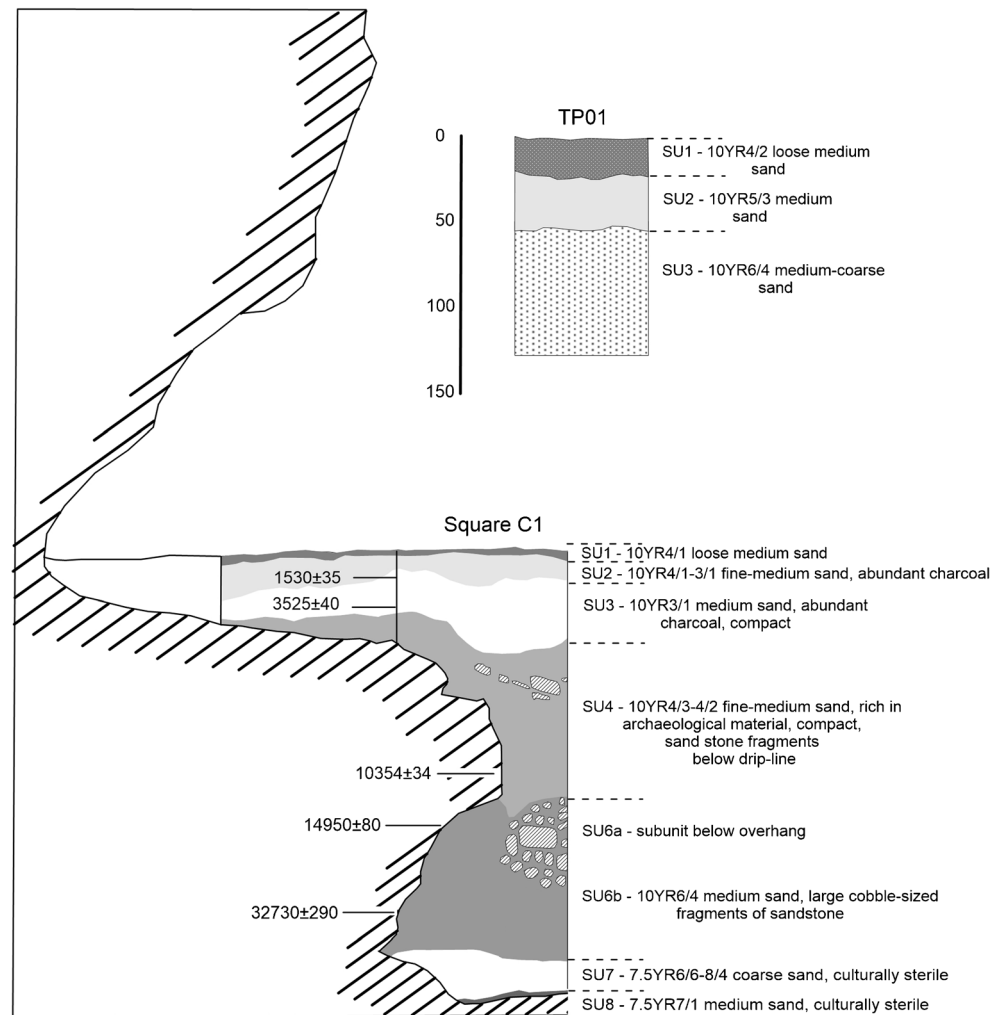 TP01
0
50
100
150
SU1 - 10YR4/2 loose medium
sand
SU2 - 10YR5/3 medium
sand
SU3 - 10YR6/4 medium-coarse
sand
Square C1
1530±35
3525±40
10354±34
14950±80
32730±290
SU1 - 10YR4/1 loose medium sand
SU2 - 10YR4/1-3/1 fine-medium sand, abundant charcoal
SU3 - 10YR3/1 medium sand, abundant
charcoal, compact
SU4 - 10YR4/3-4/2 fine-medium sand, rich in
archaeological material, compact,
sand stone fragments
below drip-line
SU6a - subunit below overhang
SU6b - 10YR6/4 medium sand, large cobble-sized
fragments of sandstone
SU7 - 7.5YR6/6-8/4 coarse sand, culturally sterile
SU8 - 7.5YR7/1 medium sand, culturally sterile